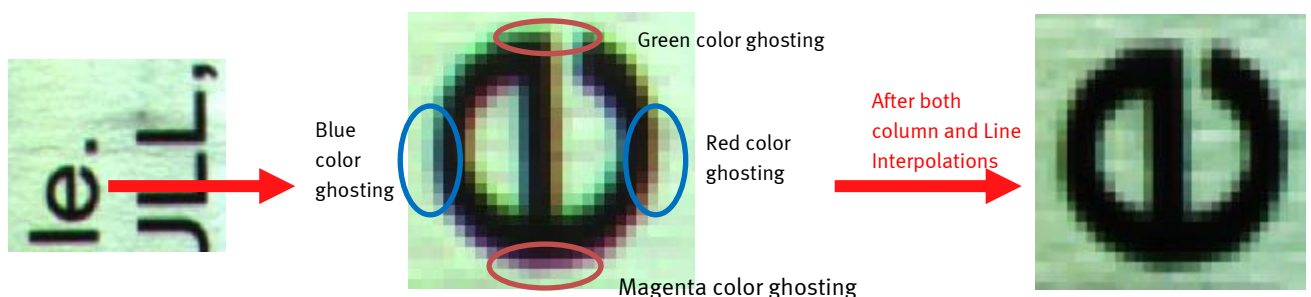 le.
JLL,
Blue
color
ghosting
e
Green color ghosting
Red color
ghosting
Magenta color ghosting
After both
column and Line
Interpolations
e